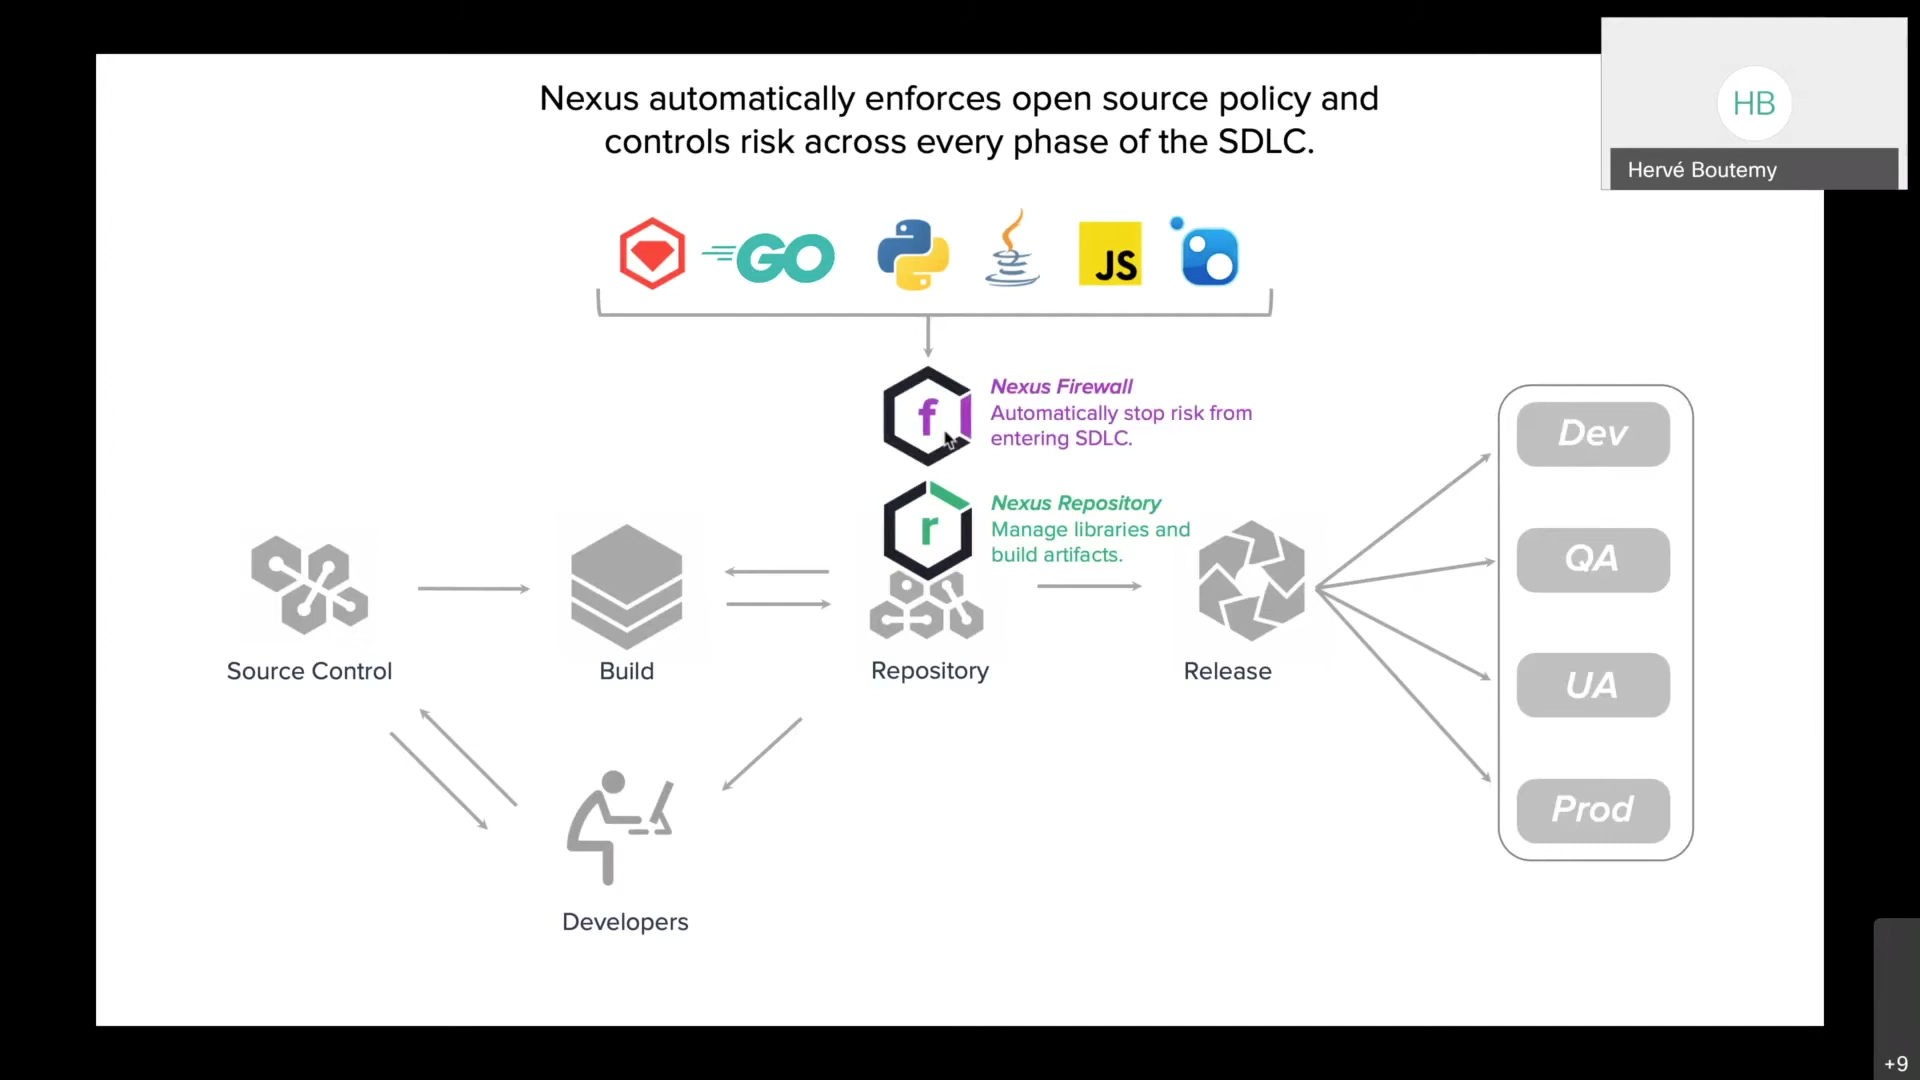 Nexus automatically enforces open source policy and
controls risk across every phase of the SDLC.
HB
Hervé Boutemy
GO
JS
f
Nexus Firewall
Automatically stop risk from
entering SDLC.
r
Nexus Repository
Manage libraries and
build artifacts.
Source Control
Build
Repository
Release
Developers
Dev
QA
UA
Prod
+9